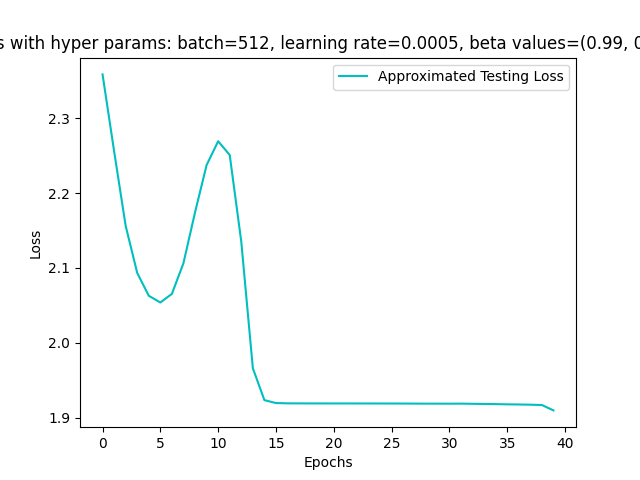 with hyper params: batch=512, learning rate=0.0005, beta values=(0.99,
Approximated Testing Loss
2.3
2.2
2.1
2.0
1.9
Loss
0 5 10 15 20 25 30 35 40
Epochs